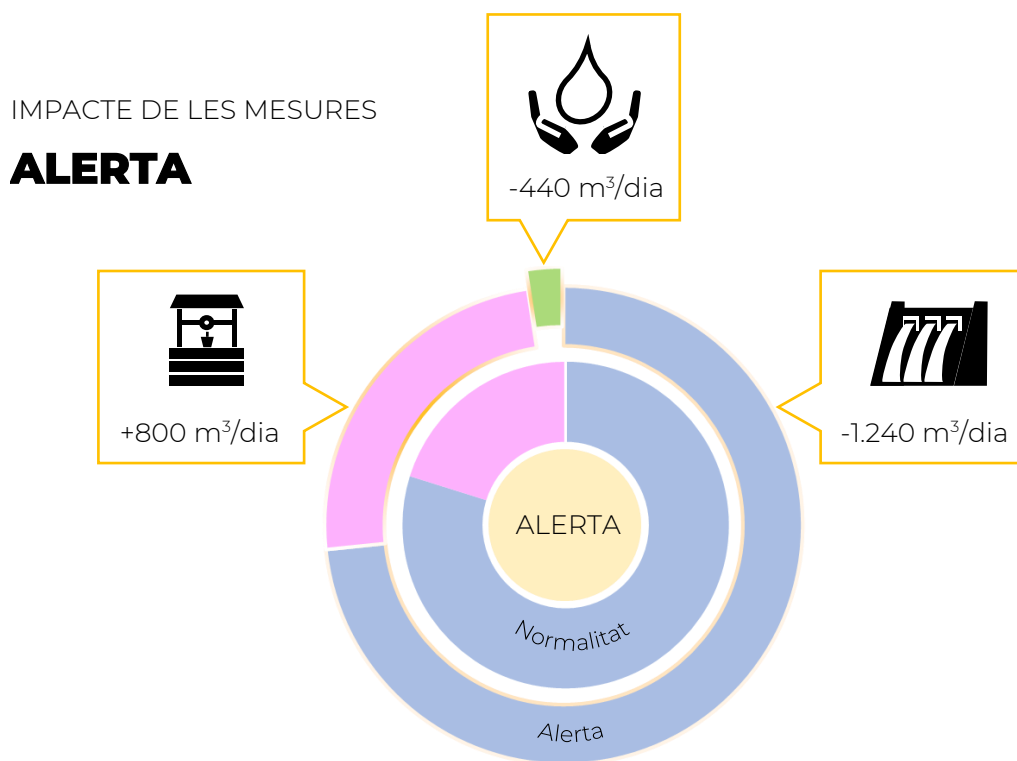 IMPACTE DE LES MESURES
ALERTA
-440 m³/dia
+800 m³/dia
-1.240 m³/dia
ALERTA
Normalitat
Alerta